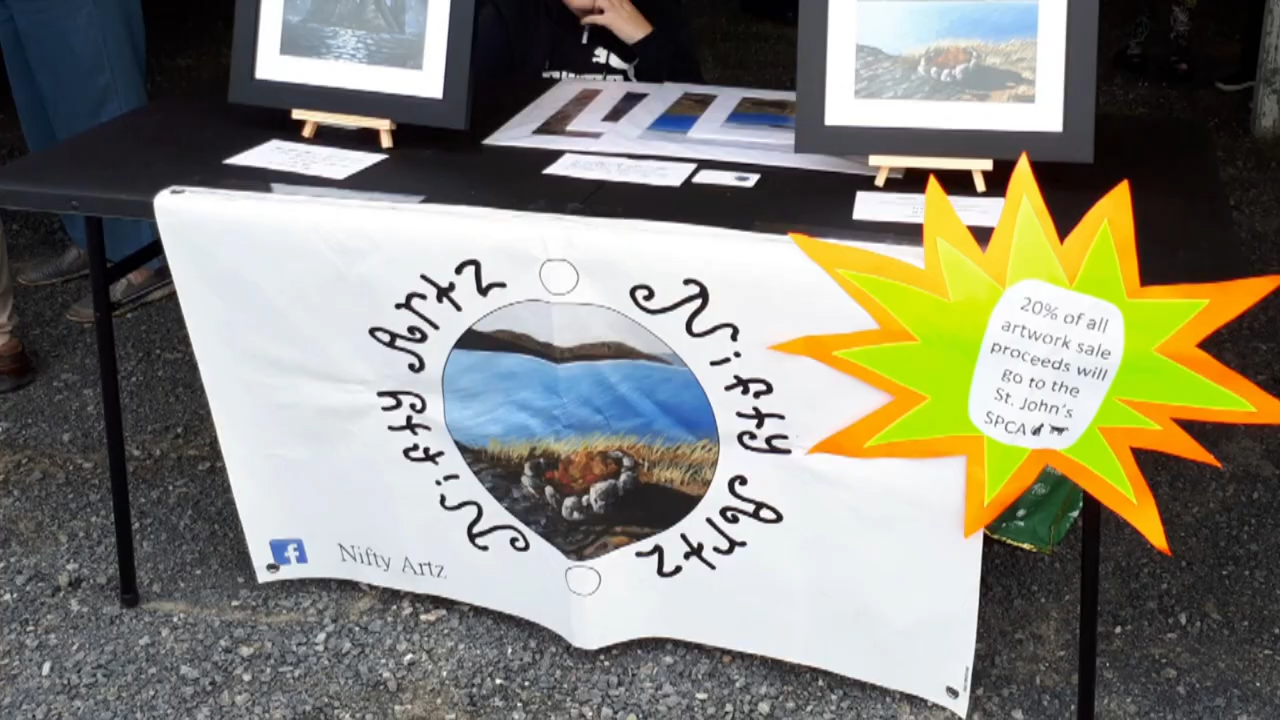 Nifty Artz
Nifty Artz
20% of all
artwork sale
proceeds will
go to the
St. John's
SPCA
f
Nifty Artz